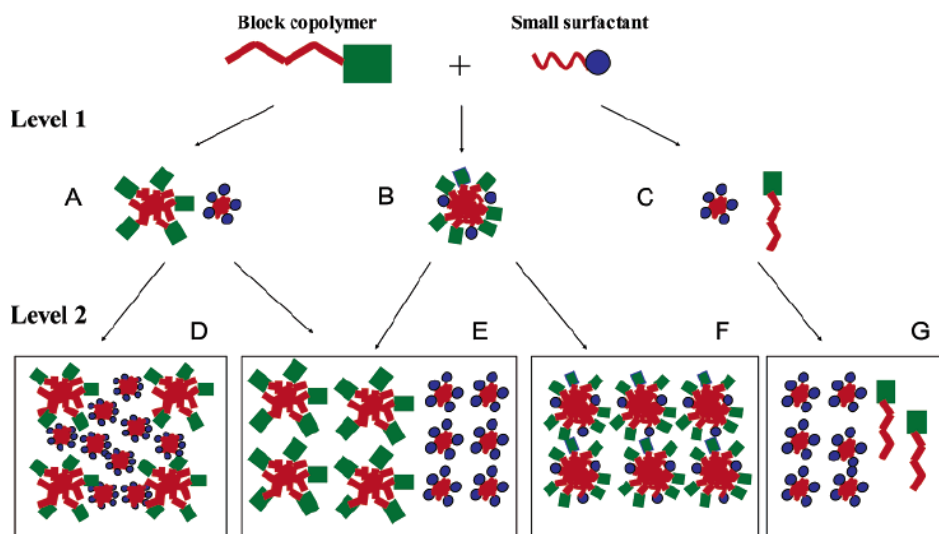 Block copolymer
Small surfactant
+
Level 1
A
B
C
Level 2
D
E
F
G